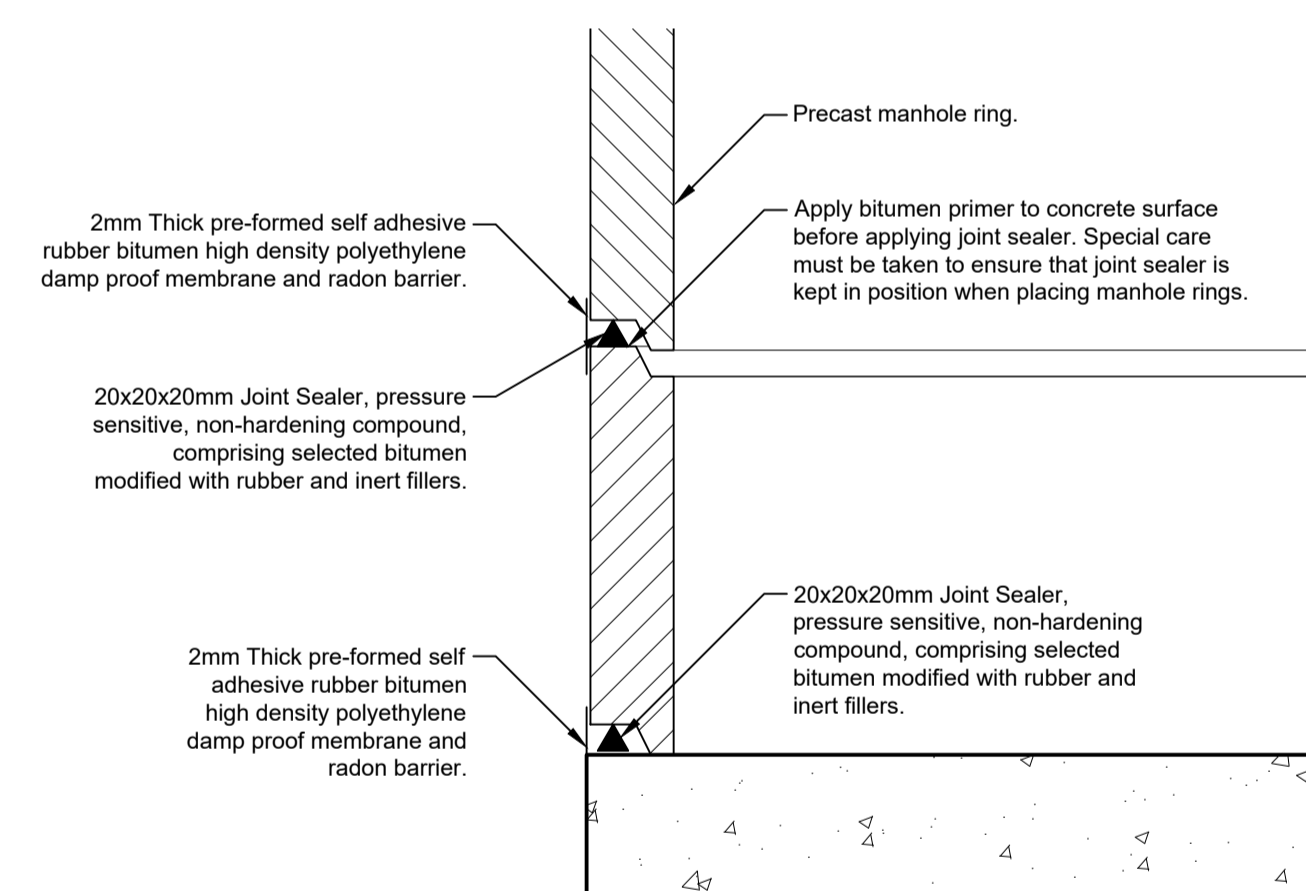 Precast manhole ring.
2mm Thick pre-formed self adhesive
rubber bitumen high density polyethylene
damp proof membrane and radon barrier.
Apply bitumen primer to concrete surface
before applying joint sealer. Special care
must be taken to ensure that joint sealer is
kept in position when placing manhole rings.
20x20x20mm Joint Sealer, pressure
sensitive, non-hardening compound,
comprising selected bitumen
modified with rubber and inert fillers.
20x20x20mm Joint Sealer,
pressure sensitive, non-hardening
compound, comprising selected
bitumen modified with rubber and
inert fillers.
2mm Thick pre-formed self
adhesive rubber bitumen
high density polyethylene
damp proof membrane and
radon barrier.